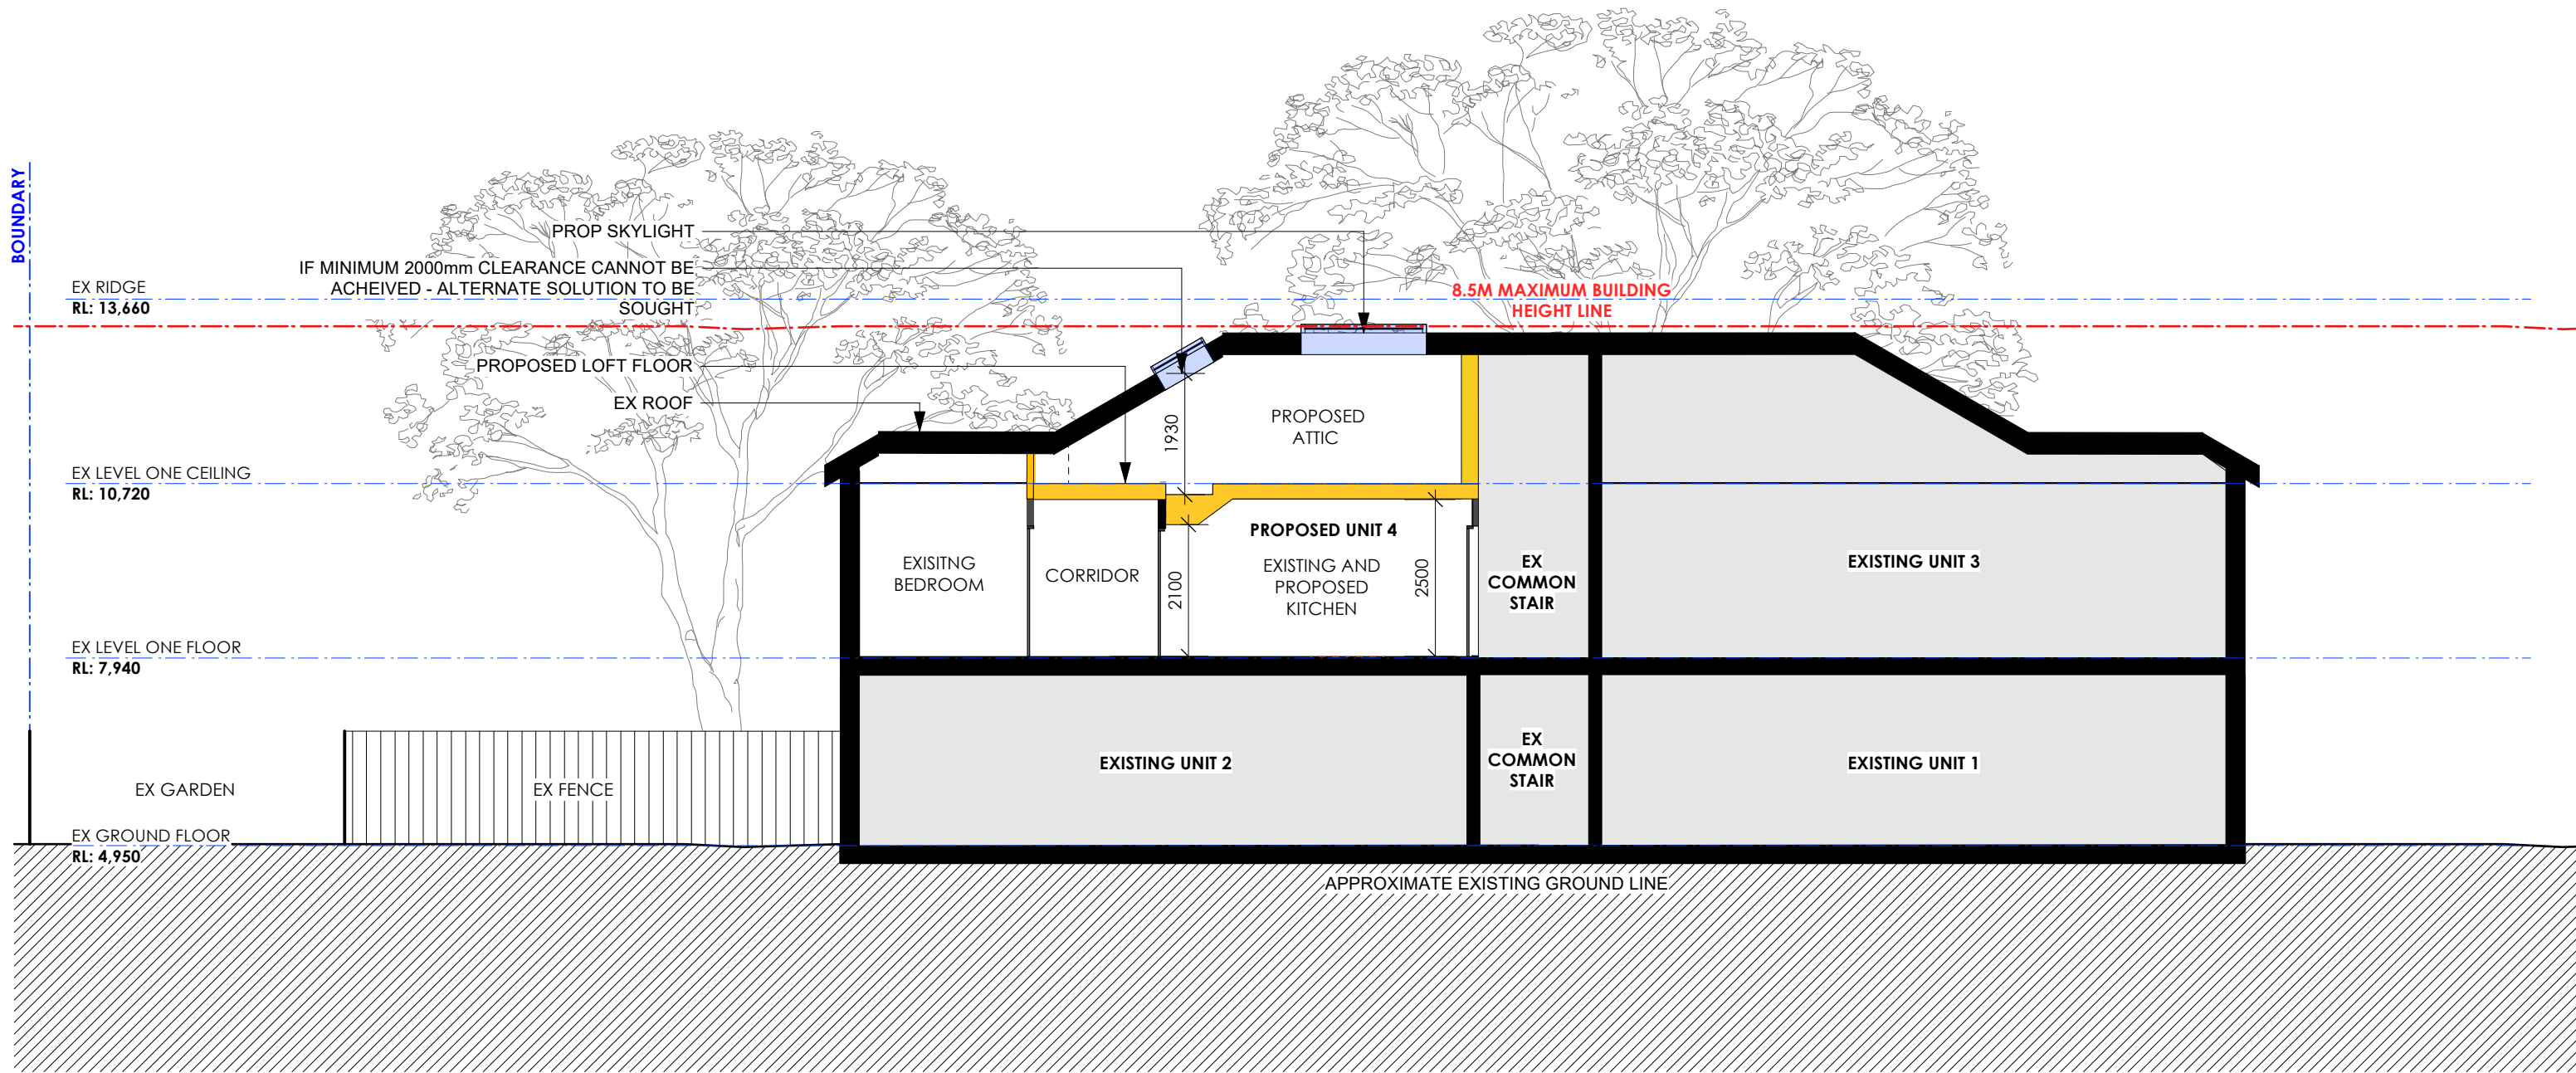 BOUNDARY
PROP SKYLIGHT
IF MINIMUM 2000mm CLEARANCE CANNOT BE
ACHEIVED - ALTERNATE SOLUTION TO BE
SOUGHT
EX RIDGE
RL: 13,660
8.5M MAXIMUM BUILDING
HEIGHT LINE
PROPOSED LOFT FLOOR
EX ROOF
1930
PROPOSED
ATTIC
EX LEVEL ONE CEILING
RL: 10,720
PROPOSED UNIT 4
EXISITNG
BEDROOM
CORRIDOR
2100
EXISTING AND
PROPOSED
KITCHEN
2500
EX
COMMON
STAIR
EXISTING UNIT 3
EX LEVEL ONE FLOOR
RL: 7,940
EXISTING UNIT 2
EX
COMMON
STAIR
EXISTING UNIT 1
EX GARDEN
EX FENCE
EX GROUND FLOOR
RL: 4,950
APPROXIMATE EXISTING GROUND LINE